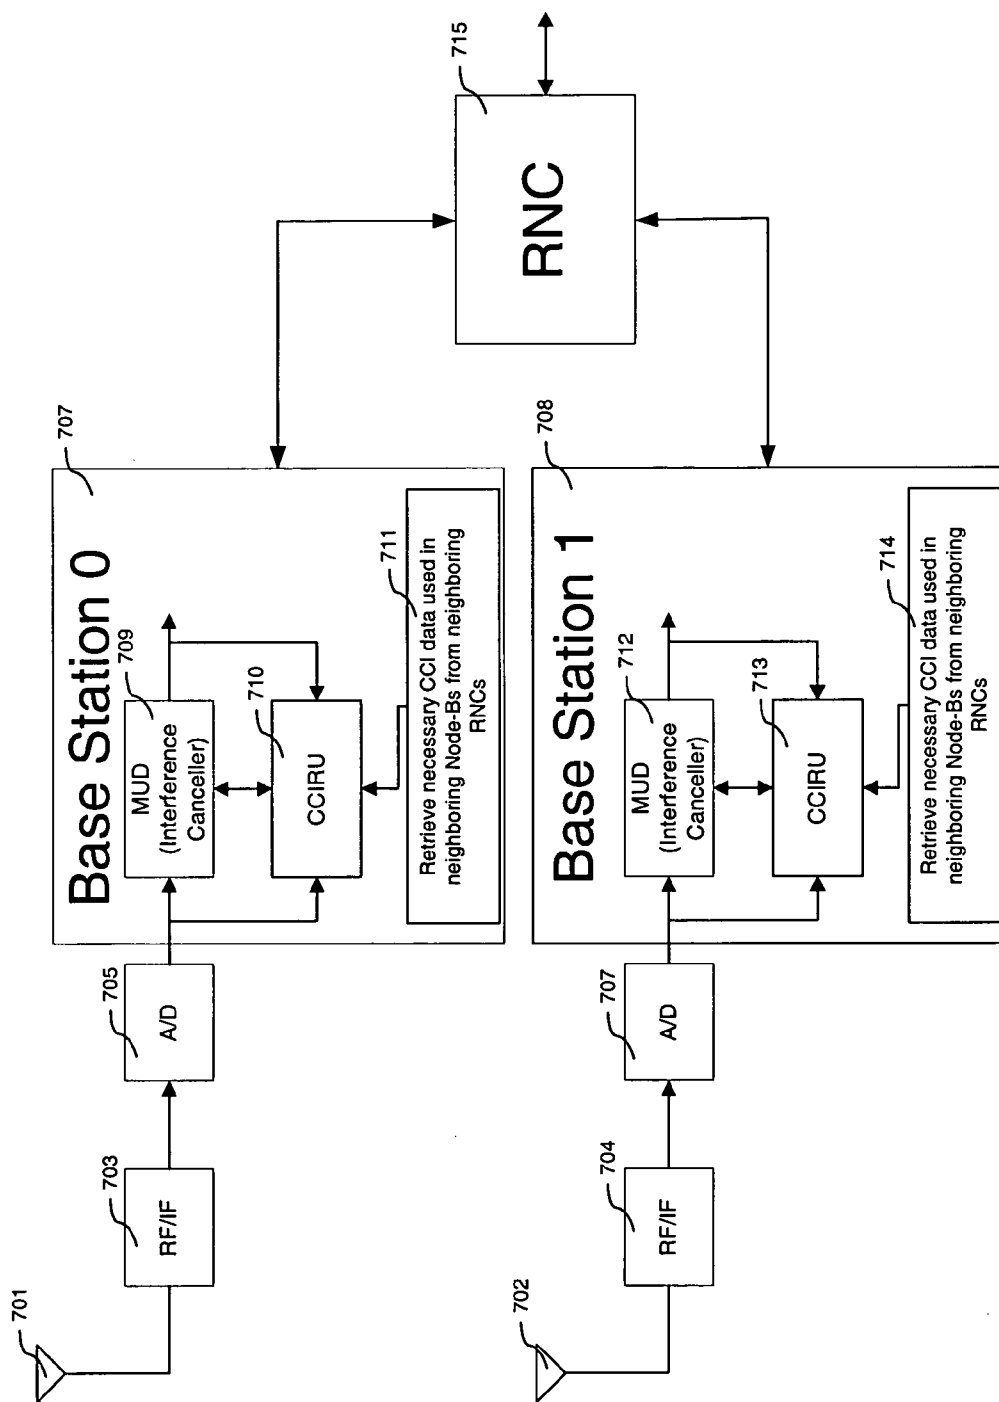 701
703
RF/IF
705
A/D
707
Base Station 0
709
MUD
(Interference
Canceller)
710
CCIRU
711
Retrieve necessary CCI data used in
neighboring Node-Bs from neighboring
RNCs
702
704
RF/IF
707
A/D
708
Base Station 1
712
MUD
(Interference
Canceller)
713
CCIRU
714
Retrieve necessary CCI data used in
neighboring Node-Bs from neighboring
RNCs
715
RNC